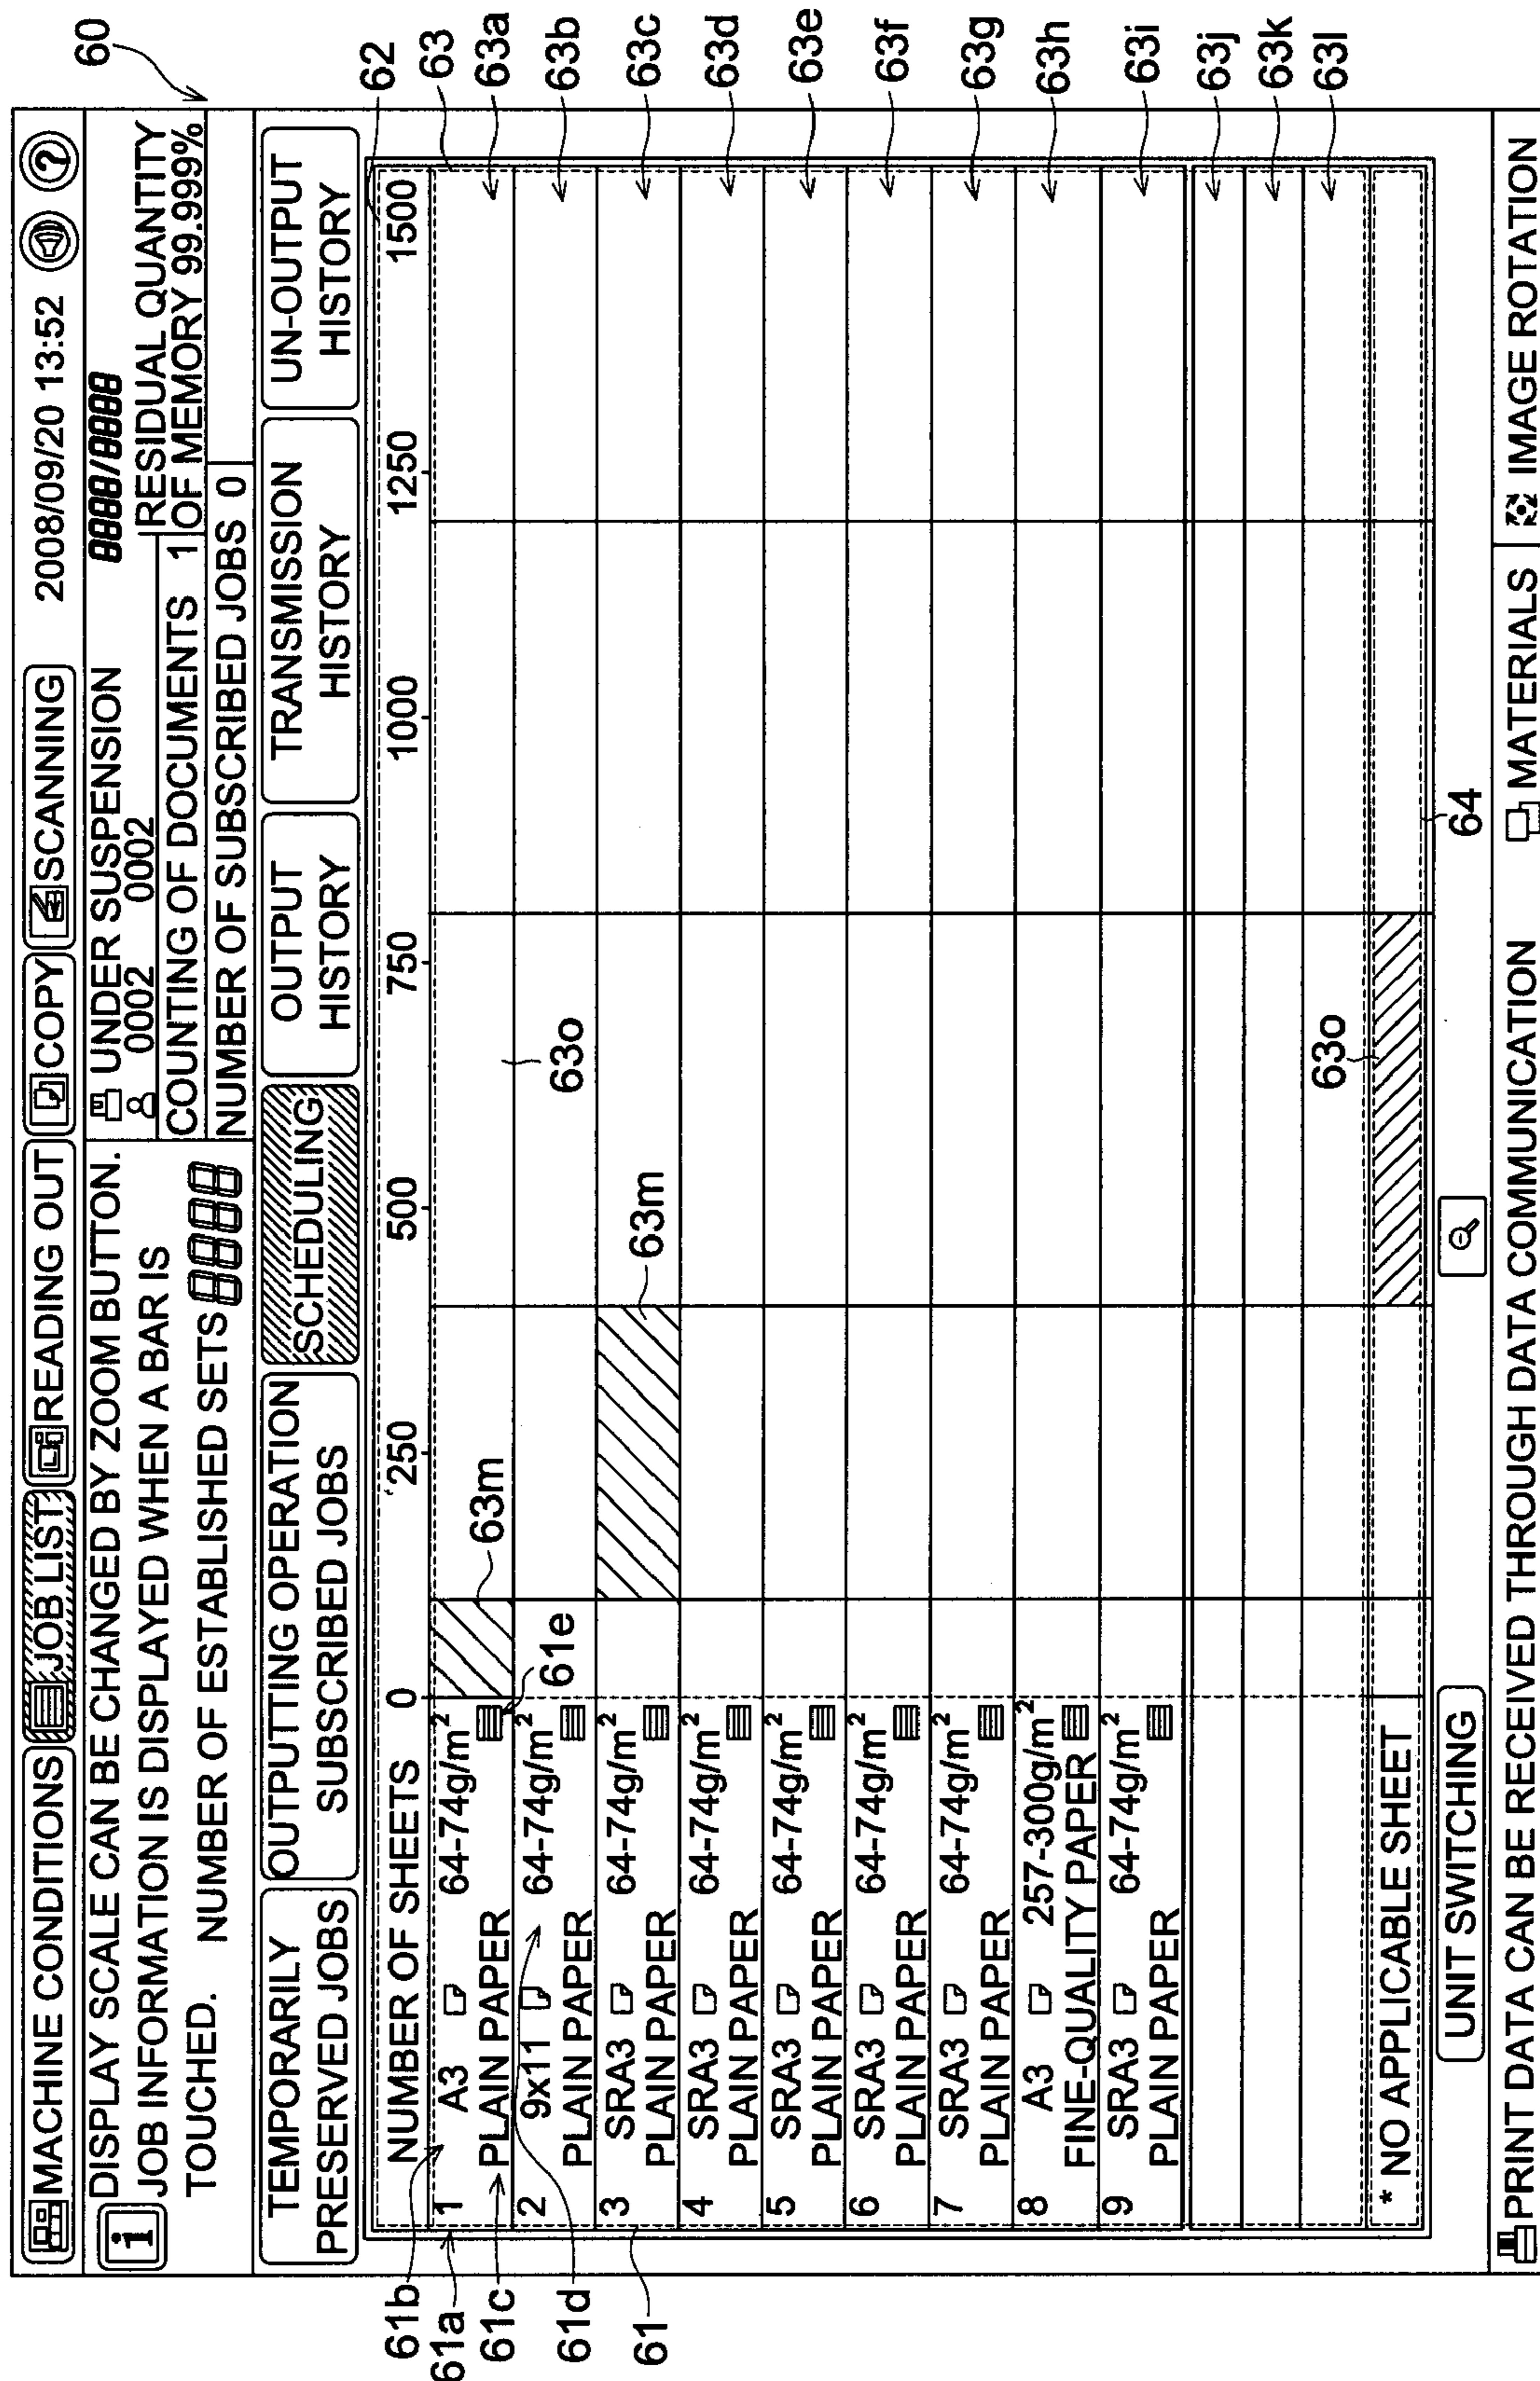 60
MACHINE CONDITIONS JOB LIST READING OUT COPY SCANNING 2008/09/20 13:52 ?
i DISPLAY SCALE CAN BE CHANGED BY ZOOM BUTTON.
JOB INFORMATION IS DISPLAYED WHEN A BAR IS
TOUCHED. NUMBER OF ESTABLISHED SETS 8888
UNDER SUSPENSION 8888/8888
0002 0002
COUNTING OF DOCUMENTS 1
RESIDUAL QUANTITY
OF MEMORY 99.999%
NUMBER OF SUBSCRIBED JOBS 0
TEMPORARILY
PRESERVED JOBS
OUTPUTTING OPERATION
SUBSCRIBED JOBS
SCHEDULING
OUTPUT
HISTORY
TRANSMISSION
HISTORY
UN-OUTPUT
HISTORY
62
NUMBER OF SHEETS 0 250 500 750 1000 1250 1500
63
61b
61a
61c
61d
61
1 A3 64-74g/m²
PLAIN PAPER
63m
63a
2 9x11 64-74g/m²
PLAIN PAPER
61e
63o
63b
3 SRA3 64-74g/m²
PLAIN PAPER
63m
63c
4 SRA3 64-74g/m²
PLAIN PAPER
63d
5 SRA3 64-74g/m²
PLAIN PAPER
63e
6 SRA3 64-74g/m²
PLAIN PAPER
63f
7 SRA3 64-74g/m²
PLAIN PAPER
63g
8 A3 257-300g/m²
FINE-QUALITY PAPER
63h
9 SRA3 64-74g/m²
PLAIN PAPER
63i
63j
63k
63l
63o
* NO APPLICABLE SHEET
64
UNIT SWITCHING
PRINT DATA CAN BE RECEIVED THROUGH DATA COMMUNICATION MATERIALS IMAGE ROTATION